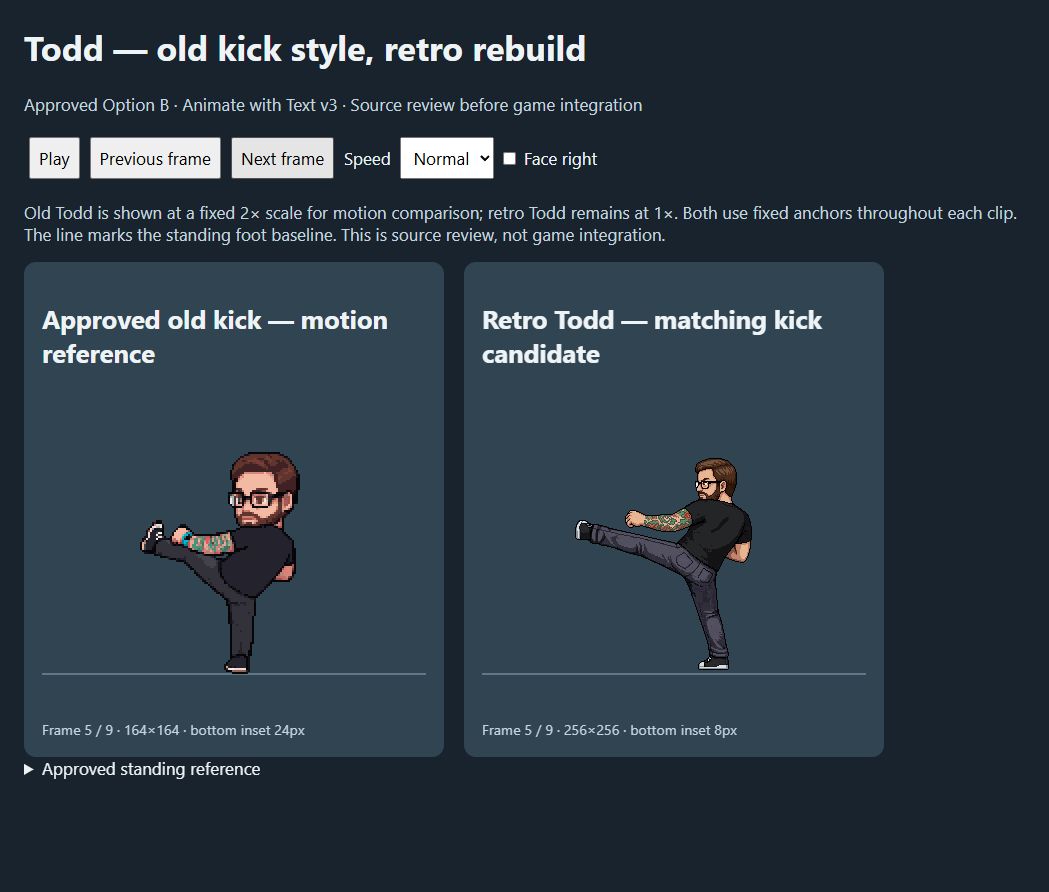 Todd — old kick style, retro rebuild
Approved Option B · Animate with Text v3 · Source review before game integration
Play Previous frame Next frame Speed Normal Face right
Old Todd is shown at a fixed 2× scale for motion comparison; retro Todd remains at 1×. Both use fixed anchors throughout each clip.
The line marks the standing foot baseline. This is source review, not game integration.
Approved old kick — motion
reference
Frame 5 / 9 · 164×164 · bottom inset 24px
Retro Todd — matching kick
candidate
Frame 5 / 9 · 256×256 · bottom inset 8px
Approved standing reference